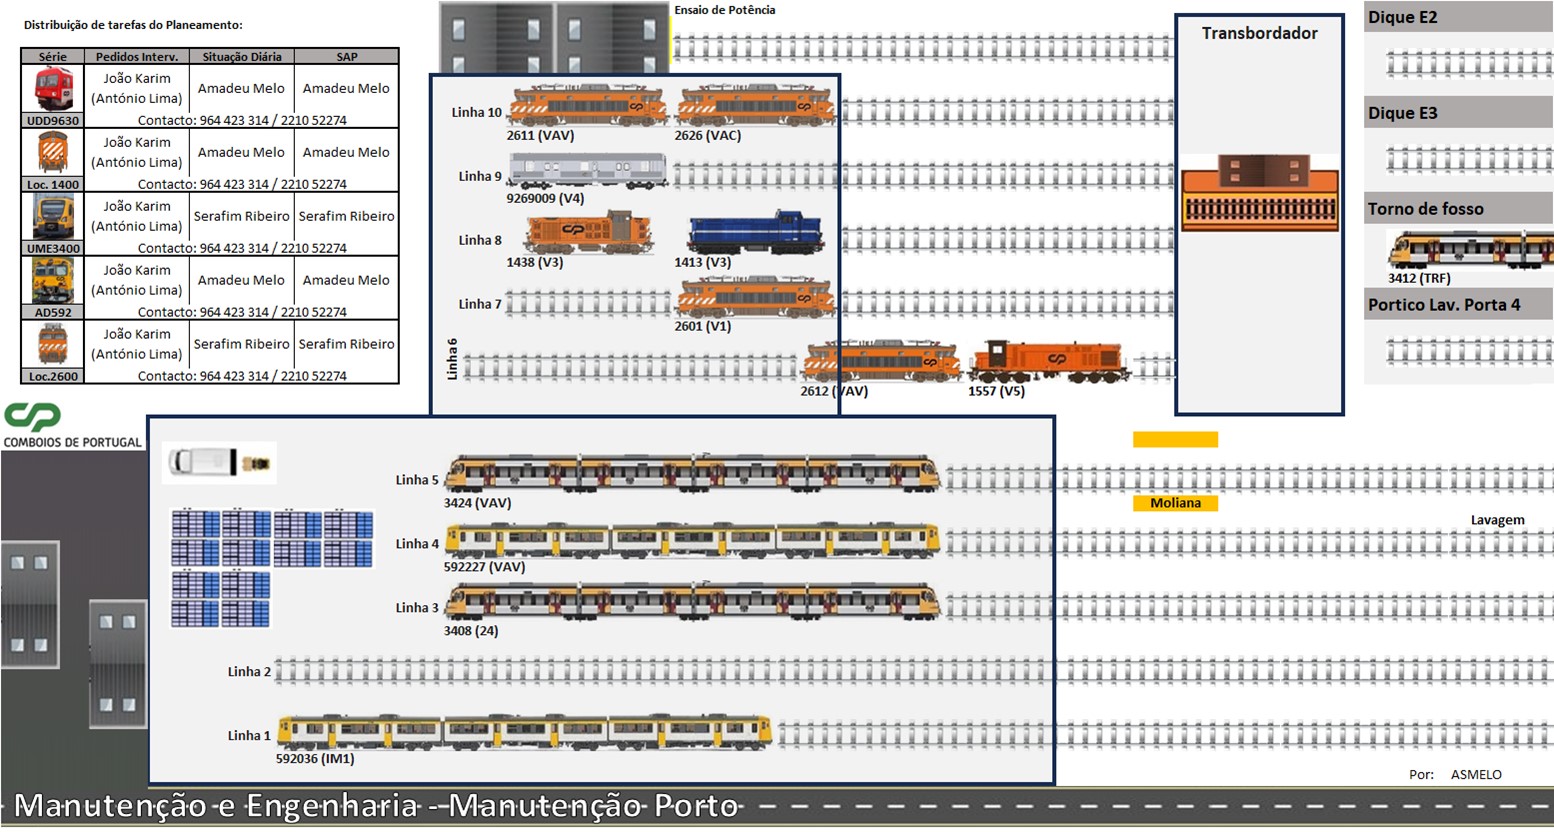 Distribuição de tarefas do Planeamento:
Série Pedidos Interv. Situação Diária SAP
João Karim
(António Lima) Amadeu Melo Amadeu Melo
UDD9630 Contacto: 964 423 314 / 2210 52274
João Karim
(António Lima) Amadeu Melo Amadeu Melo
Loc. 1400 Contacto: 964 423 314 / 2210 52274
João Karim
(António Lima) Serafim Ribeiro Serafim Ribeiro
UME3400 Contacto: 964 423 314 / 2210 52274
João Karim
(António Lima) Amadeu Melo Amadeu Melo
AD592 Contacto: 964 423 314 / 2210 52274
João Karim
(António Lima) Serafim Ribeiro Serafim Ribeiro
Loc.2600 Contacto: 964 423 314 / 2210 52274
CP
COMBOIOS DE PORTUGAL
Ensaio de Potência
Linha 10
2611 (VAV) 2626 (VAC)
Linha 9
9269009 (V4)
Linha 8
1438 (V3) 1413 (V3)
Linha 7
2601 (V1)
Linha 6
2612 (VAV) 1557 (V5)
Transbordador
Dique E2
Dique E3
Torno de fosso
3412 (TRF)
Portico Lav. Porta 4
Linha 5
3424 (VAV)
Moliana
Lavagem
Linha 4
592227 (VAV)
Linha 3
3408 (24)
Linha 2
Linha 1
592036 (IM1)
Por: ASMELO
Manutenção e Engenharia - Manutenção Porto